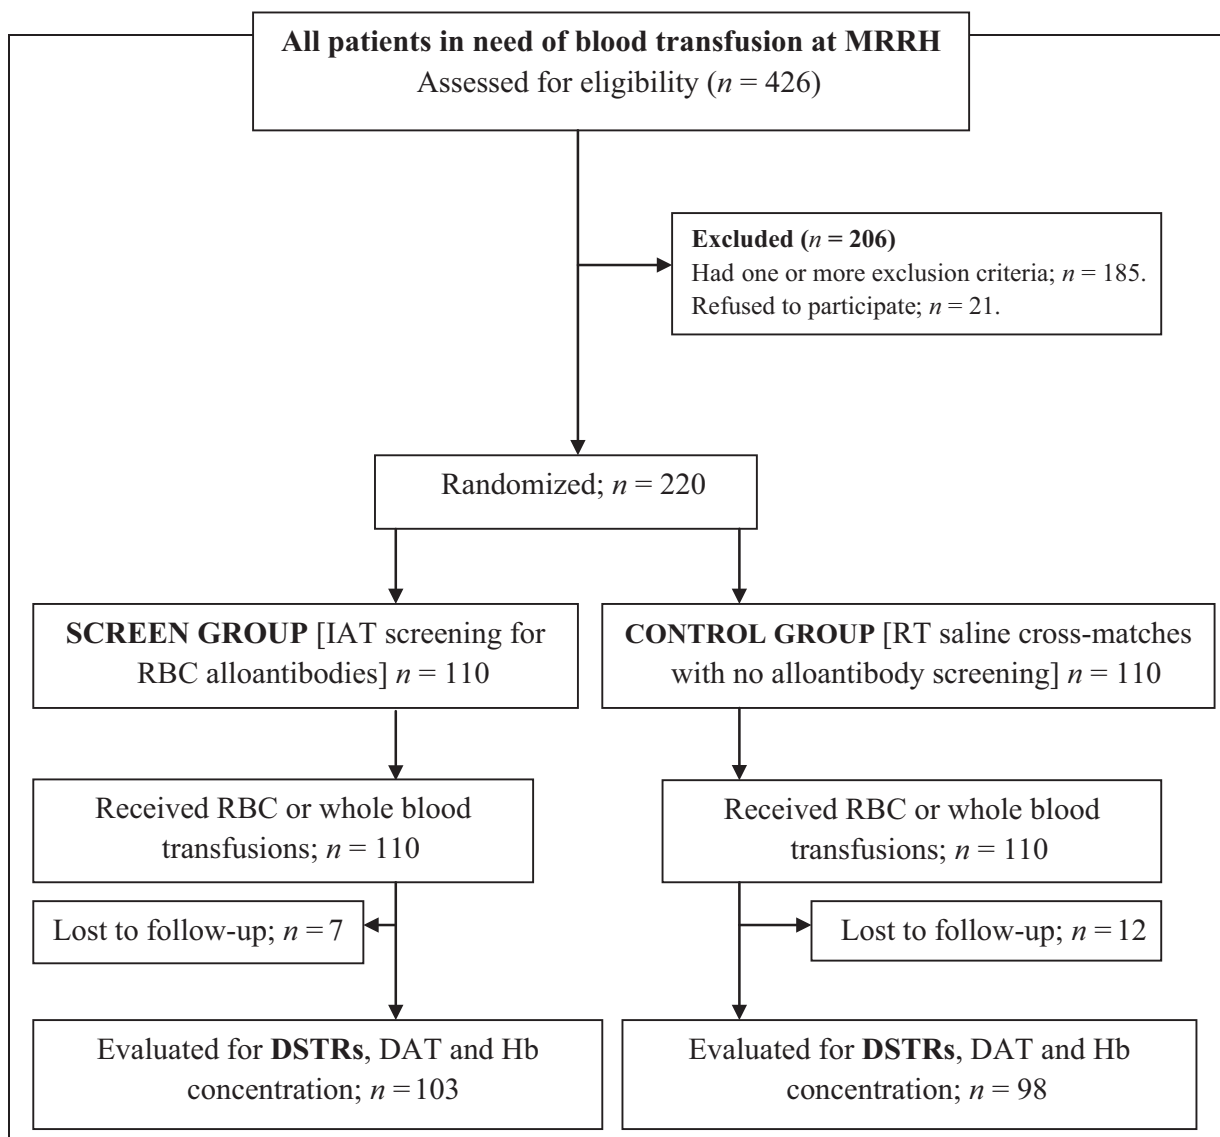 All patients in need of blood transfusion at MRRH
Assessed for eligibility (n = 426)
Excluded (n = 206)
Had one or more exclusion criteria; n = 185.
Refused to participate; n = 21.
Randomized; n = 220
SCREEN GROUP [IAT screening for
RBC alloantibodies] n = 110
CONTROL GROUP [RT saline cross-matches
with no alloantibody screening] n = 110
Received RBC or whole blood
transfusions; n = 110
Received RBC or whole blood
transfusions; n = 110
Lost to follow-up; n = 7
Lost to follow-up; n = 12
Evaluated for DSTRs, DAT and Hb
concentration; n = 103
Evaluated for DSTRs, DAT and Hb
concentration; n = 98